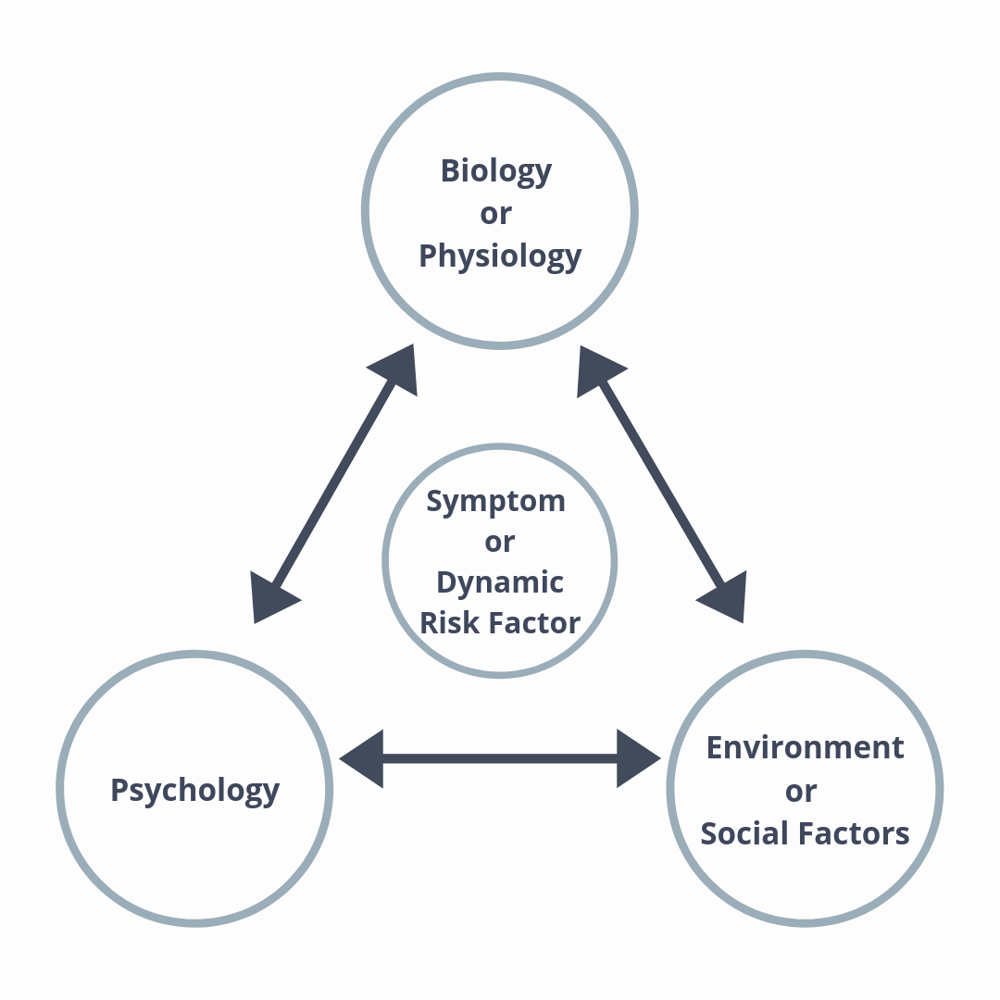 Biology
or
Physiology
Symptom
or
Dynamic
Risk Factor
Psychology
Environment
or
Social Factors